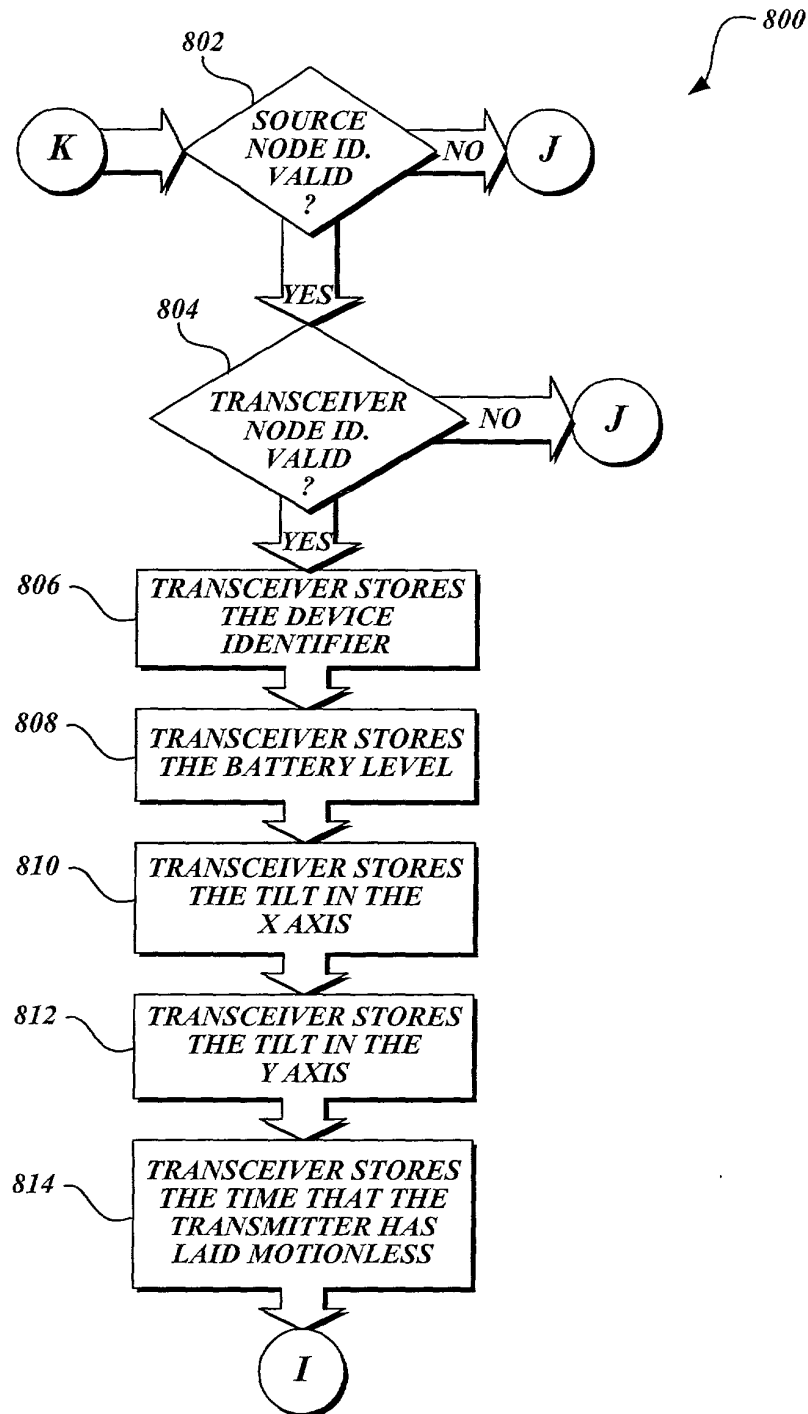 800
802
K
SOURCE
NODE ID.
VALID
?
NO
J
YES
804
TRANSCEIVER
NODE ID.
VALID
?
NO
J
YES
806
TRANSCEIVER STORES
THE DEVICE
IDENTIFIER
808
TRANSCEIVER STORES
THE BATTERY LEVEL
810
TRANSCEIVER STORES
THE TILT IN THE
X AXIS
812
TRANSCEIVER STORES
THE TILT IN THE
Y AXIS
814
TRANSCEIVER STORES
THE TIME THAT THE
TRANSMITTER HAS
LAID MOTIONLESS
I